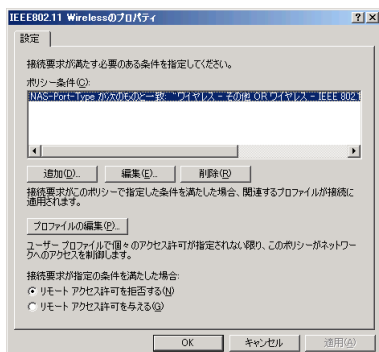 IEEE802.11 Wirelessのプロパティ
設定
接続要求が満たす必要のある条件を指定してください。
ポリシー条件(C):
NAS-Port-Type が次のものと一致: "ワイヤレス - その他 OR ワイヤレス - IEEE 802.1
追加(D)... 編集(E)... 削除(R)
接続要求がこのポリシーで指定した条件を満たした場合、関連するプロファイルが接続に
適用されます。
プロファイルの編集(P)...
ユーザー プロファイルで個々のアクセス許可が指定されない限り、このポリシーがネットワー
クへのアクセスを制御します。
接続要求が指定の条件を満たした場合:
リモート アクセス許可を拒否する(N)
リモート アクセス許可を与える(G)
OK キャンセル 適用(A)